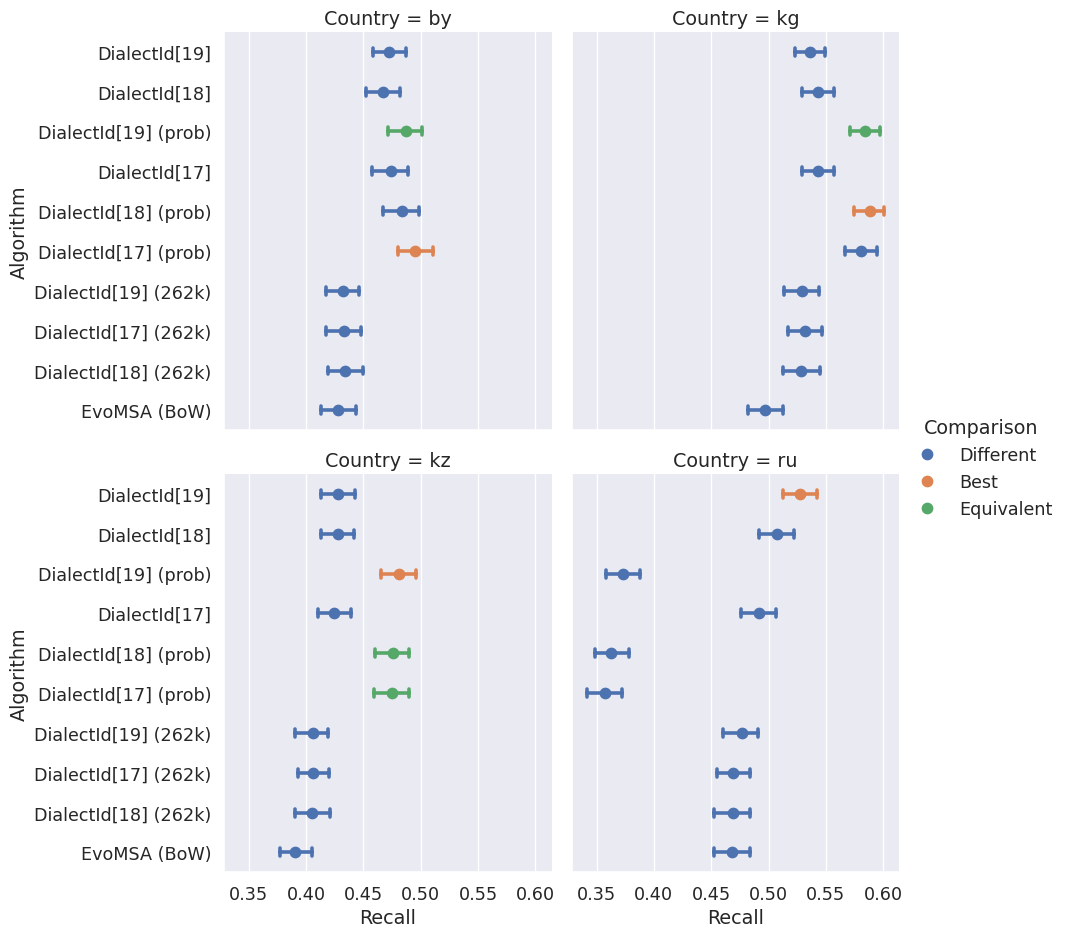 Country = by
Country = kg
DialectId[19]
DialectId[18]
DialectId[19] (prob)
DialectId[17]
DialectId[18] (prob)
DialectId[17] (prob)
DialectId[19] (262k)
DialectId[17] (262k)
DialectId[18] (262k)
EvoMSA (BoW)
Algorithm
Country = kz
Country = ru
DialectId[19]
DialectId[18]
DialectId[19] (prob)
DialectId[17]
DialectId[18] (prob)
DialectId[17] (prob)
DialectId[19] (262k)
DialectId[17] (262k)
DialectId[18] (262k)
EvoMSA (BoW)
Algorithm
0.35 0.40 0.45 0.50 0.55 0.60
0.35 0.40 0.45 0.50 0.55 0.60
Recall
Recall
Comparison
Different
Best
Equivalent